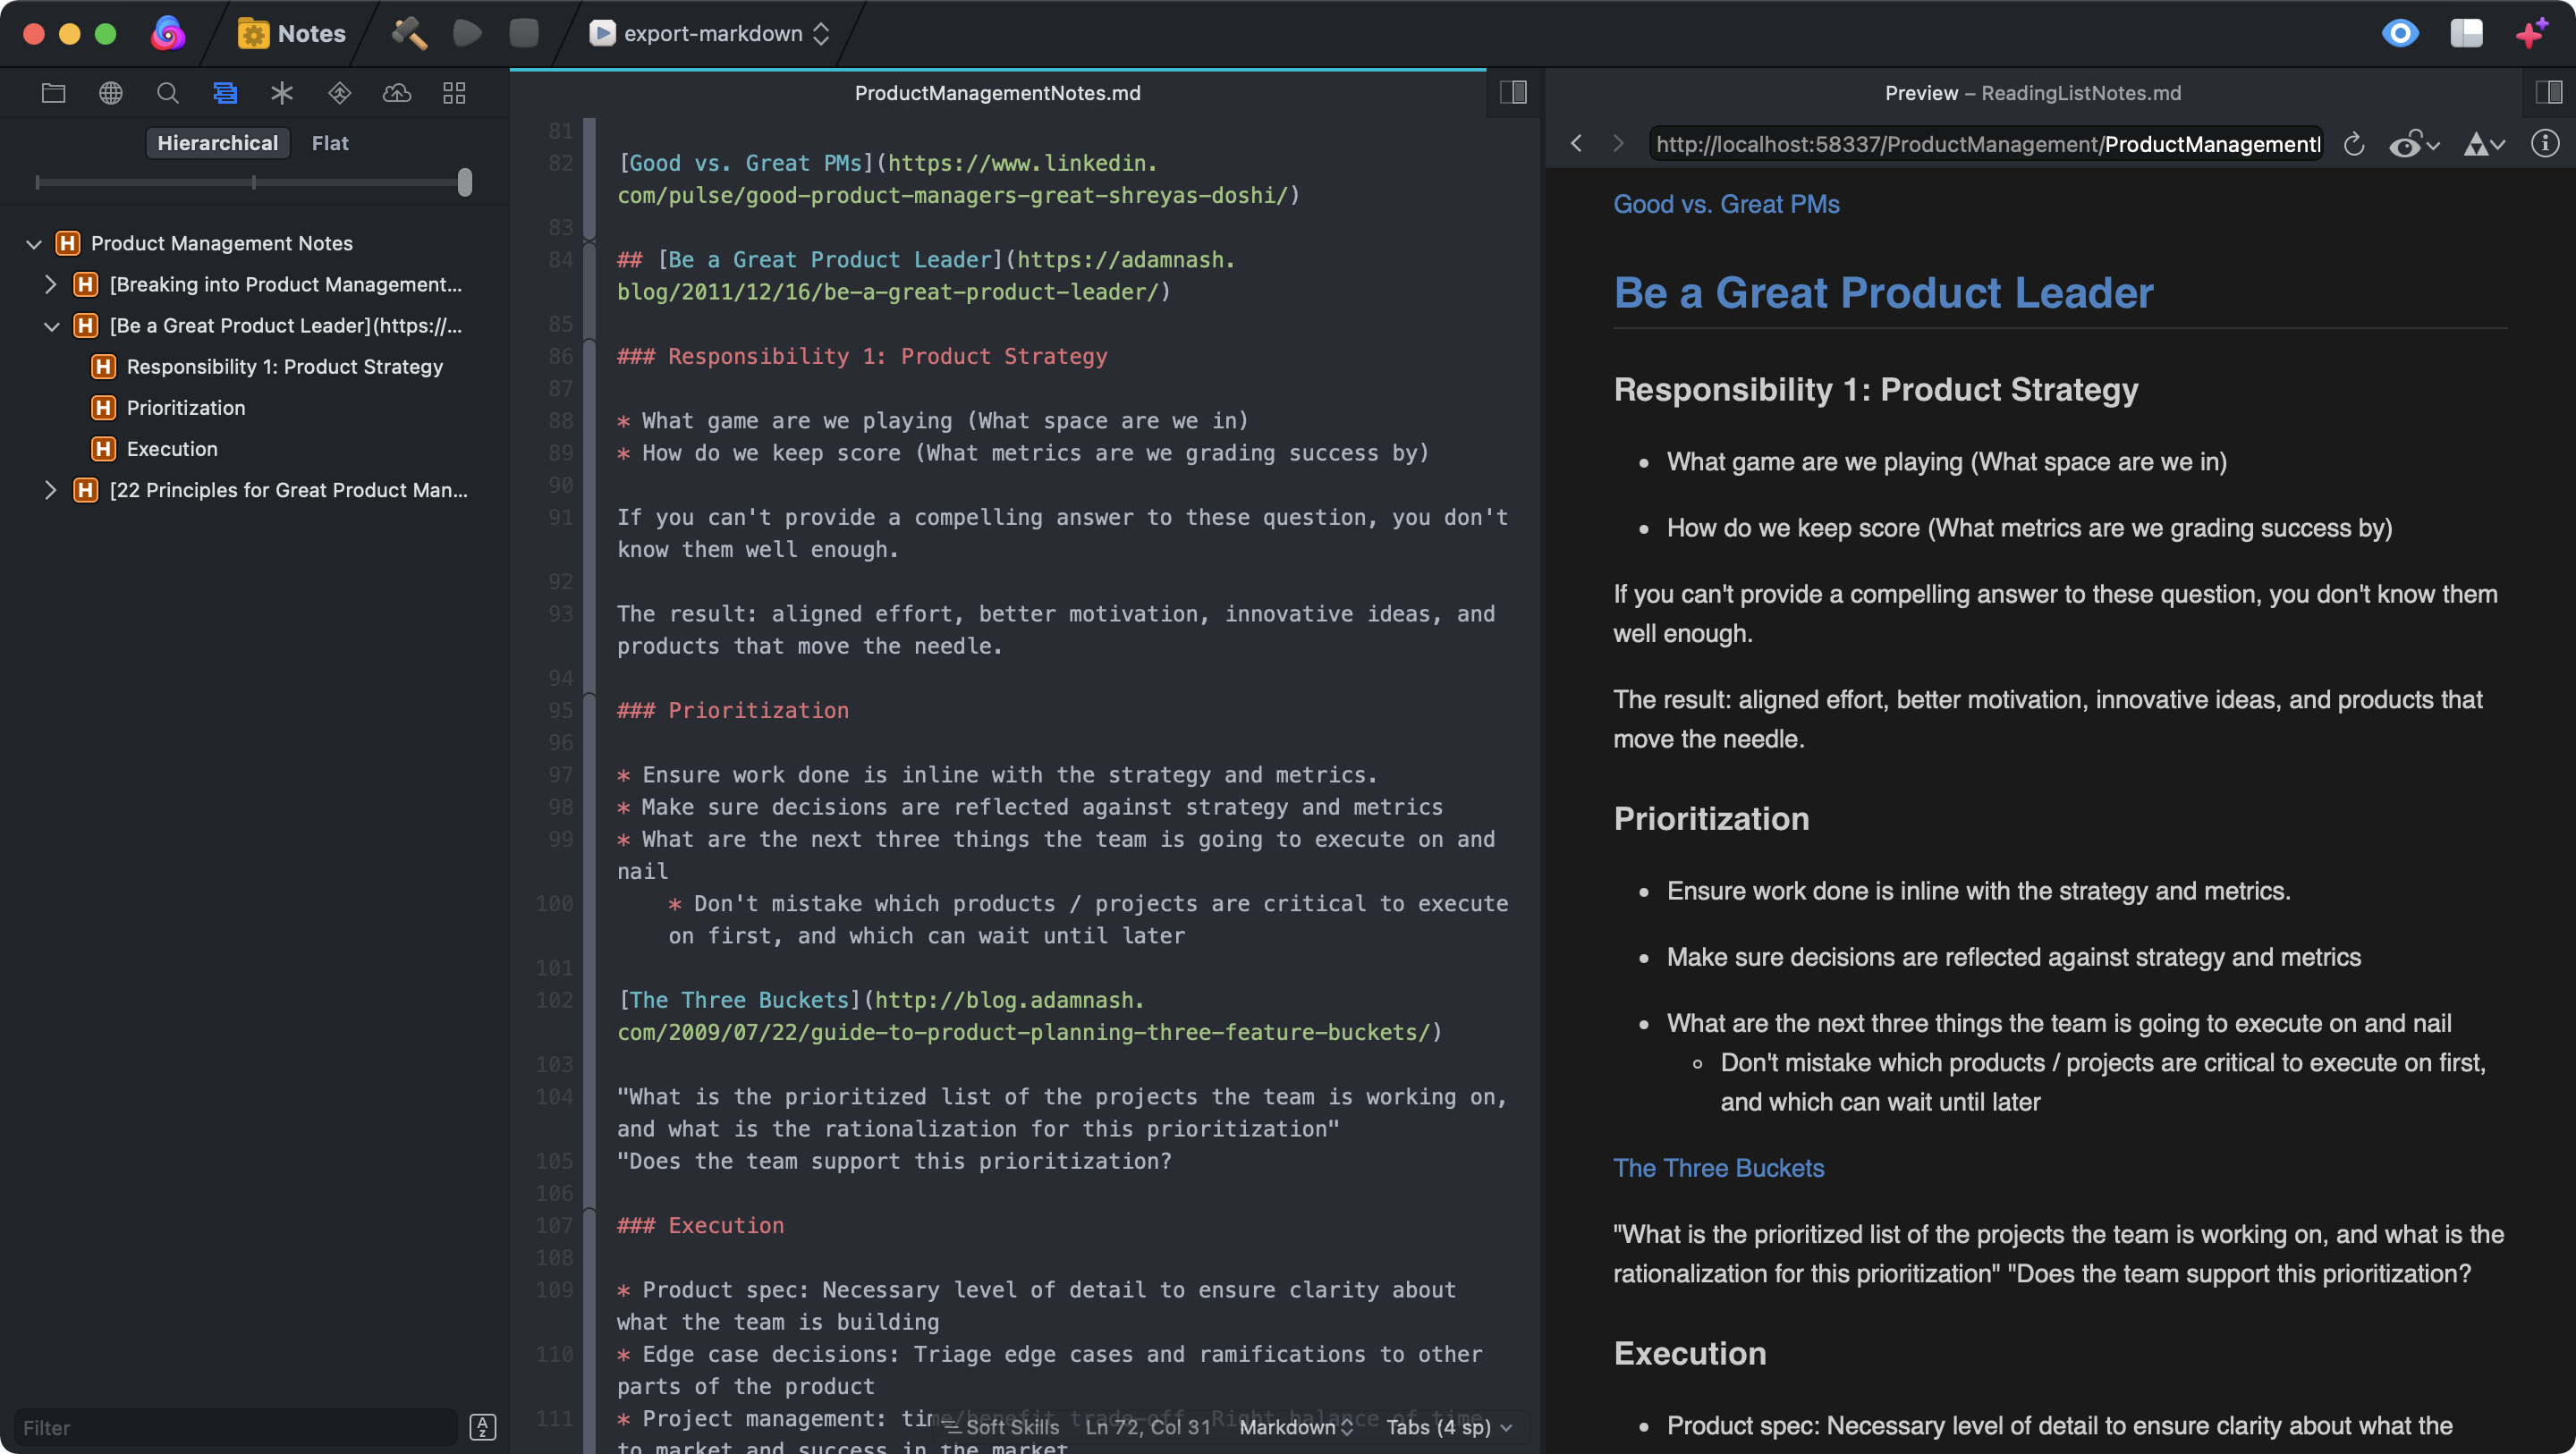 Notes
export-markdown
Hierarchical Flat
Product Management Notes
[Breaking into Product Management...
[Be a Great Product Leader](https://...
Responsibility 1: Product Strategy
Prioritization
Execution
[22 Principles for Great Product Man...
Filter
ProductManagementNotes.md
81
82 [Good vs. Great PMs](https://www.linkedin.
com/pulse/good-product-managers-great-shreyas-doshi/)
83
84 ## [Be a Great Product Leader](https://adamnash.
blog/2011/12/16/be-a-great-product-leader/)
85
86 ### Responsibility 1: Product Strategy
87
88 * What game are we playing (What space are we in)
89 * How do we keep score (What metrics are we grading success by)
90
91 If you can't provide a compelling answer to these question, you don't
know them well enough.
92
93 The result: aligned effort, better motivation, innovative ideas, and
products that move the needle.
94
95 ### Prioritization
96
97 * Ensure work done is inline with the strategy and metrics.
98 * Make sure decisions are reflected against strategy and metrics
99 * What are the next three things the team is going to execute on and
nail
100 * Don't mistake which products / projects are critical to execute
on first, and which can wait until later
101
102 [The Three Buckets](http://blog.adamnash.
com/2009/07/22/guide-to-product-planning-three-feature-buckets/)
103
104 "What is the prioritized list of the projects the team is working on,
and what is the rationalization for this prioritization"
105 "Does the team support this prioritization?
106
107 ### Execution
108
109 * Product spec: Necessary level of detail to ensure clarity about
what the team is building
110 * Edge case decisions: Triage edge cases and ramifications to other
parts of the product
111 * Project management: time/benefit trade-off. Right balance of time
to market and success in the market
Soft Skills Ln 72, Col 31 Markdown Tabs (4 sp)
Preview – ReadingListNotes.md
http://localhost:58337/ProductManagement/ProductManagement
Good vs. Great PMs
Be a Great Product Leader
Responsibility 1: Product Strategy
• What game are we playing (What space are we in)
• How do we keep score (What metrics are we grading success by)
If you can't provide a compelling answer to these question, you don't know them
well enough.
The result: aligned effort, better motivation, innovative ideas, and products that
move the needle.
Prioritization
• Ensure work done is inline with the strategy and metrics.
• Make sure decisions are reflected against strategy and metrics
• What are the next three things the team is going to execute on and nail
◦ Don't mistake which products / projects are critical to execute on first,
and which can wait until later
The Three Buckets
"What is the prioritized list of the projects the team is working on, and what is the
rationalization for this prioritization" "Does the team support this prioritization?
Execution
• Product spec: Necessary level of detail to ensure clarity about what the